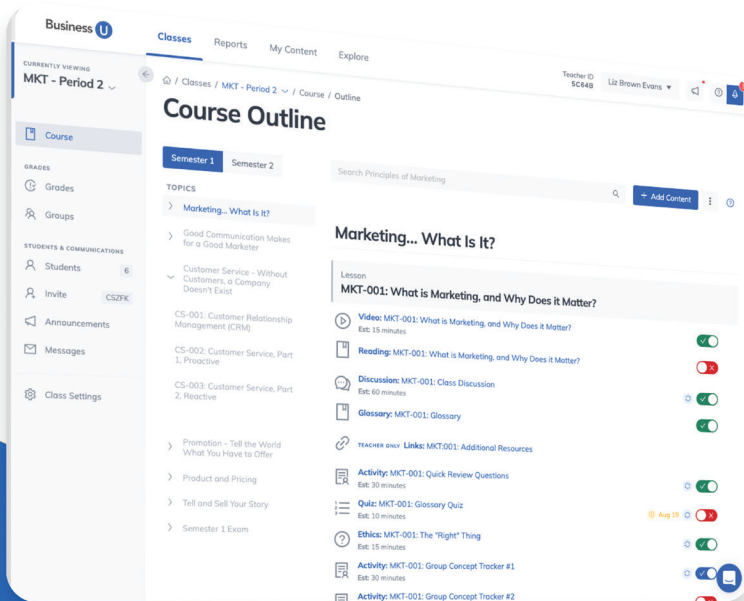 Business U
Classes
Reports
My Content
Explore
CURRENTLY VIEWING
MKT - Period 2
Teacher ID
5C64B
Liz Brown Evans
/ Classes / MKT - Period 2 / Course / Outline
Course Outline
Course
GRADES
Grades
Groups
STUDENTS & COMMUNICATIONS
Students 6
Invite CSZFK
Announcements
Messages
Class Settings
Semester 1
Semester 2
TOPICS
Marketing... What Is It?
Good Communication Makes
for a Good Marketer
Customer Service - Without
Customers, a Company
Doesn't Exist
CS-001: Customer Relationship
Management (CRM)
CS-002: Customer Service, Part
1, Proactive
CS-003: Customer Service, Part
2, Reactive
Promotion - Tell the World
What You Have to Offer
Product and Pricing
Tell and Sell Your Story
Semester 1 Exam
Search Principles of Marketing
+ Add Content
Marketing... What Is It?
Lesson
MKT-001: What is Marketing, and Why Does it Matter?
Video: MKT-001: What is Marketing, and Why Does it Matter?
Est: 15 minutes
Reading: MKT-001: What is Marketing, and Why Does it Matter?
Discussion: MKT-001: Class Discussion
Est: 60 minutes
Glossary: MKT-001: Glossary
TEACHER ONLY Links: MKT:001: Additional Resources
Activity: MKT-001: Quick Review Questions
Est: 30 minutes
Quiz: MKT-001: Glossory Quiz
Est: 10 minutes
Aug 19
Ethics: MKT-001: The "Right" Thing
Est: 15 minutes
Activity: MKT-001: Group Concept Tracker #1
Est: 30 minutes
Activity: MKT-001: Group Concept Tracker #2